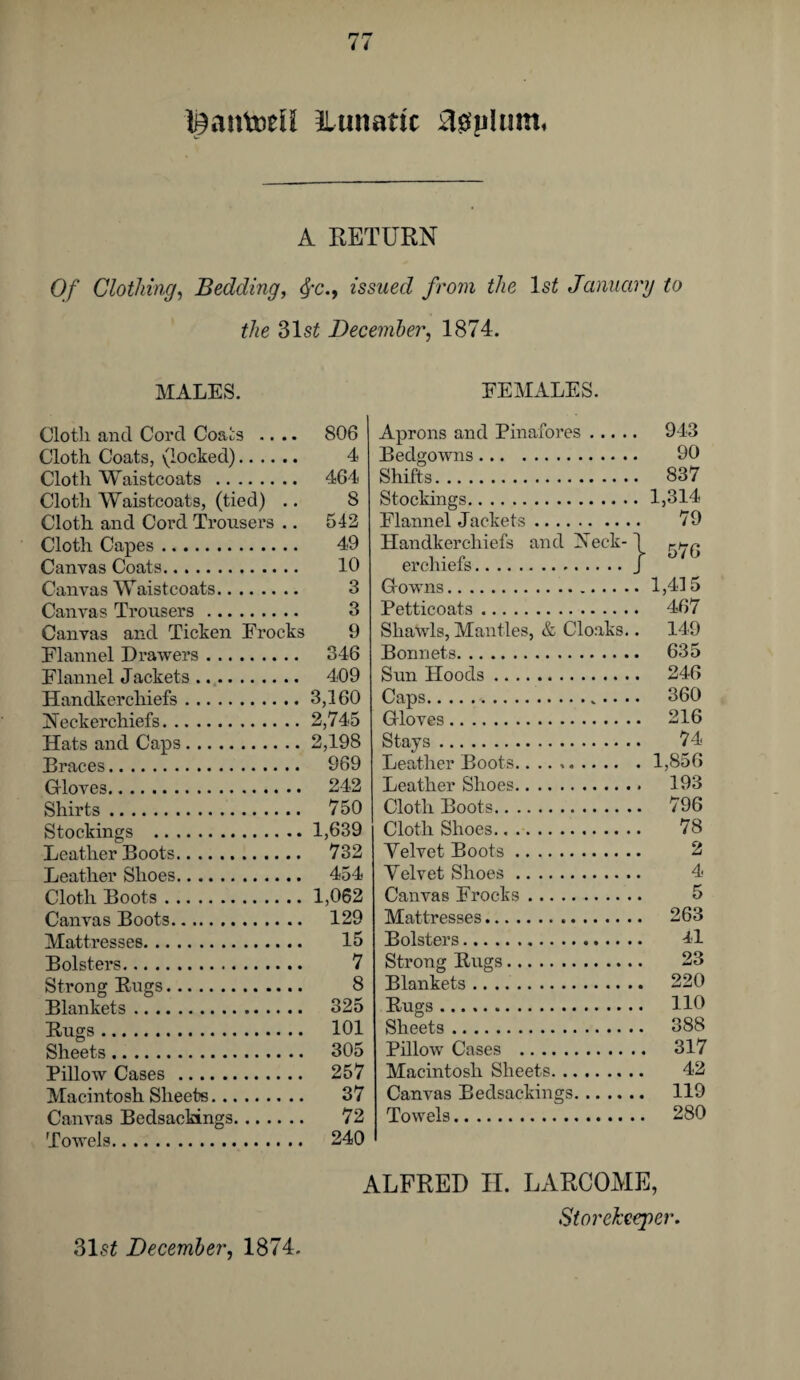 77
Hanwell Lunatic Asylum.
A RETURN
Of Clothing, Bedding, &c., issued from the 1st January to
the 31st December, 1874.
MALES.
Cloth and Cord Coats .... 806
Cloth Coats, (locked)....... 4
Cloth Waistcoats ......... 464
Cloth Waistcoats, (tied) .. 8
Cloth and Cord Trousers .. 542
Cloth Capes.............. 49
Canvas Coats............. 10
Canvas Waistcoats........ 3
Canvas Trousers .......... 3
Canvas and Ticken Frocks 9
Flannel Drawers.......... 346
Flannel Jackets........... 409
Handkerchiefs............ 3,160
Neckerchiefs.............. 2,745
Hats and Caps............ 2,198
Braces.................... 969
Gloves.................... 242
Shirts .................... 750
Stockings ............... 1,639
Leather Boots............. 732
Leather Shoes............. 454
Cloth Boots.............. 1,062
Canvas Boots.............. 129
Mattresses................ 15
Bolsters................... 7
Strong Rugs.............. 8
Blankets.................. 325
Rugs..................... 101
Sheets.................... 305
Pillow Cases ............. 257
Macintosh Sheets.......... 37
Canvas Bedsackings....... 72
Towels.................... 240
FEMALES.
Aprons and Pinafores..... 943
Bedgowns................ 90
Shifts..................... 837
Stockings................. 1,314
Flannel Jackets........... 79
Handkerchiefs and Neck- } 576
erchiefs................
Gowns.................... 1,415
Petticoats................ 467
Shawls, Mantles, & Cloaks.. 149
Bonnets.................. 635
Sun Hoods................ 246
Caps..................... 360
Gloves.................... 216
Stays..................... 74
Leather Boots............. 1,856
Leather Shoes............. 193
Cloth Boots............... 796
Cloth Shoes............... 78
Velvet Boots.............. 2
Velvet Shoes.............. 4
Canvas Frocks............ 5
Mattresses................ 263
Bolsters................... 41
Strong Rugs.............. 23
Blankets.................. 220
Rugs..................... 110
Sheets.................... 388
Pillow Cases ............. 317
Macintosh Sheets.......... 42
Canvas Bedsackings....... 119
Towels.................... 280
ALFRED H. LARCOME,
Storekeeper.
31st December, 1874.